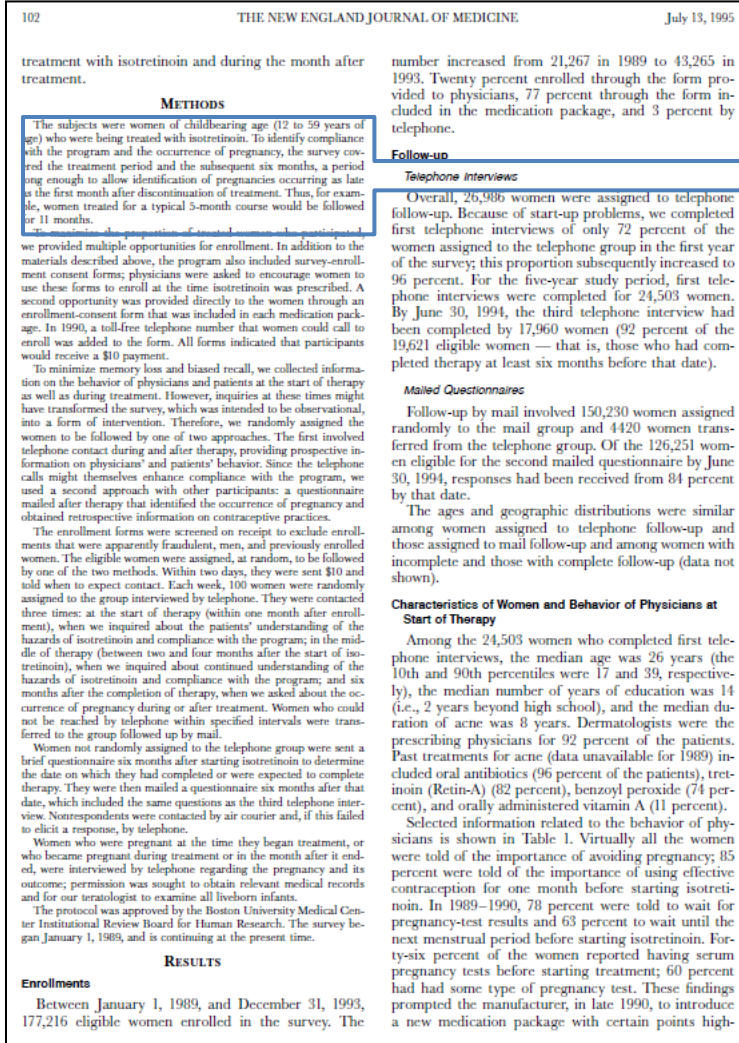 102 THE NEW ENGLAND JOURNAL OF MEDICINE July 13, 1995
treatment with isotretinoin and during the month after
treatment.
METHODS
The subjects were women of childbearing age (12 to 59 years of
age) who were being treated with isotretinoin. To identify compliance
with the program and the occurrence of pregnancy, the survey cov-
ered the treatment period and the subsequent six months, a period
long enough to allow identification of pregnancies occurring as late
as the first month after discontinuation of treatment. Thus, for exam-
ple, women treated for a typical 5-month course would be followed
for 11 months.
To maximize the proportion of treated women who participated,
we provided multiple opportunities for enrollment. In addition to the
materials described above, the program also included survey-enroll-
ment consent forms; physicians were asked to encourage women to
use these forms to enroll at the time isotretinoin was prescribed. A
second opportunity was provided directly to the women through an
enrollment-consent form that was included in each medication pack-
age. In 1990, a toll-free telephone number that women could call to
enroll was added to the form. All forms indicated that participants
would receive a $10 payment.
To minimize memory loss and biased recall, we collected informa-
tion on the behavior of physicians and patients at the start of therapy
as well as during treatment. However, inquiries at these times might
have transformed the survey, which was intended to be observational,
into a form of intervention. Therefore, we randomly assigned the
women to be followed by one of two approaches. The first involved
telephone contact during and after therapy, providing prospective in-
formation on physicians' and patients' behavior. Since the telephone
calls might themselves enhance compliance with the program, we
used a second approach with other participants: a questionnaire
mailed after therapy that identified the occurrence of pregnancy and
obtained retrospective information on contraceptive practices.
The enrollment forms were screened on receipt to exclude enroll-
ments that were apparently fraudulent, men, and previously enrolled
women. The eligible women were assigned, at random, to be followed
by one of the two methods. Within two days, they were sent $10 and
told when to expect contact. Each week, 100 women were randomly
assigned to the group interviewed by telephone. They were contacted
three times: at the start of therapy (within one month after enroll-
ment), when we inquired about the patients' understanding of the
hazards of isotretinoin and compliance with the program; in the mid-
dle of therapy (between two and four months after the start of iso-
tretinoin), when we inquired about continued understanding of the
hazards of isotretinoin and compliance with the program; and six
months after the completion of therapy, when we asked about the oc-
currence of pregnancy during or after treatment. Women who could
not be reached by telephone within specified intervals were trans-
ferred to the group followed up by mail.
Women not randomly assigned to the telephone group were sent a
brief questionnaire six months after starting isotretinoin to determine
the date on which they had completed or were expected to complete
therapy. They were then mailed a questionnaire six months after that
date, which included the same questions as the third telephone inter-
view. Nonrespondents were contacted by air courier and, if this failed
to elicit a response, by telephone.
Women who were pregnant at the time they began treatment, or
who became pregnant during treatment or in the month after it end-
ed, were interviewed by telephone regarding the pregnancy and its
outcome; permission was sought to obtain relevant medical records
and for our teratologist to examine all liveborn infants.
The protocol was approved by the Boston University Medical Cen-
ter Institutional Review Board for Human Research. The survey be-
gan January 1, 1989, and is continuing at the present time.
RESULTS
Enrollments
Between January 1, 1989, and December 31, 1993,
177,216 eligible women enrolled in the survey. The
number increased from 21,267 in 1989 to 43,265 in
1993. Twenty percent enrolled through the form pro-
vided to physicians, 77 percent through the form in-
cluded in the medication package, and 3 percent by
telephone.
Follow-up
Telephone Interviews
Overall, 26,986 women were assigned to telephone
follow-up. Because of start-up problems, we completed
first telephone interviews of only 72 percent of the
women assigned to the telephone group in the first year
of the survey; this proportion subsequently increased to
96 percent. For the five-year study period, first tele-
phone interviews were completed for 24,503 women.
By June 30, 1994, the third telephone interview had
been completed by 17,960 women (92 percent of the
19,621 eligible women — that is, those who had com-
pleted therapy at least six months before that date).
Mailed Questionnaires
Follow-up by mail involved 150,230 women assigned
randomly to the mail group and 4420 women trans-
ferred from the telephone group. Of the 126,251 wom-
en eligible for the second mailed questionnaire by June
30, 1994, responses had been received from 84 percent
by that date.
The ages and geographic distributions were similar
among women assigned to telephone follow-up and
those assigned to mail follow-up and among women with
incomplete and those with complete follow-up (data not
shown).
Characteristics of Women and Behavior of Physicians at
Start of Therapy
Among the 24,503 women who completed first tele-
phone interviews, the median age was 26 years (the
10th and 90th percentiles were 17 and 39, respective-
ly), the median number of years of education was 14
(i.e., 2 years beyond high school), and the median du-
ration of acne was 8 years. Dermatologists were the
prescribing physicians for 92 percent of the patients.
Past treatments for acne (data unavailable for 1989) in-
cluded oral antibiotics (96 percent of the patients), tret-
inoin (Retin-A) (82 percent), benzoyl peroxide (74 per-
cent), and orally administered vitamin A (11 percent).
Selected information related to the behavior of phy-
sicians is shown in Table 1. Virtually all the women
were told of the importance of avoiding pregnancy; 85
percent were told of the importance of using effective
contraception for one month before starting isotreti-
noin. In 1989–1990, 78 percent were told to wait for
pregnancy-test results and 63 percent to wait until the
next menstrual period before starting isotretinoin. For-
ty-six percent of the women reported having serum
pregnancy tests before starting treatment; 60 percent
had had some type of pregnancy test. These findings
prompted the manufacturer, in late 1990, to introduce
a new medication package with certain points high-